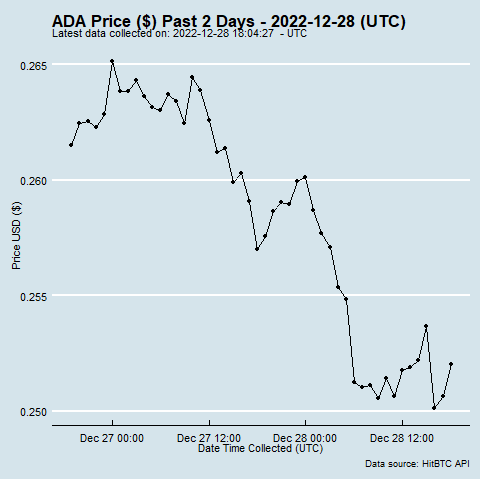 ADA Price ($) Past 2 Days - 2022-12-28 (UTC)
Latest data collected on: 2022-12-28 18:04:27  - UTC
0.265
0.260
0.255
0.250
Price USD ($)
Dec 27 00:00
Dec 27 12:00
Dec 28 00:00
Dec 28 12:00
Date Time Collected (UTC)
Data source: HitBTC API